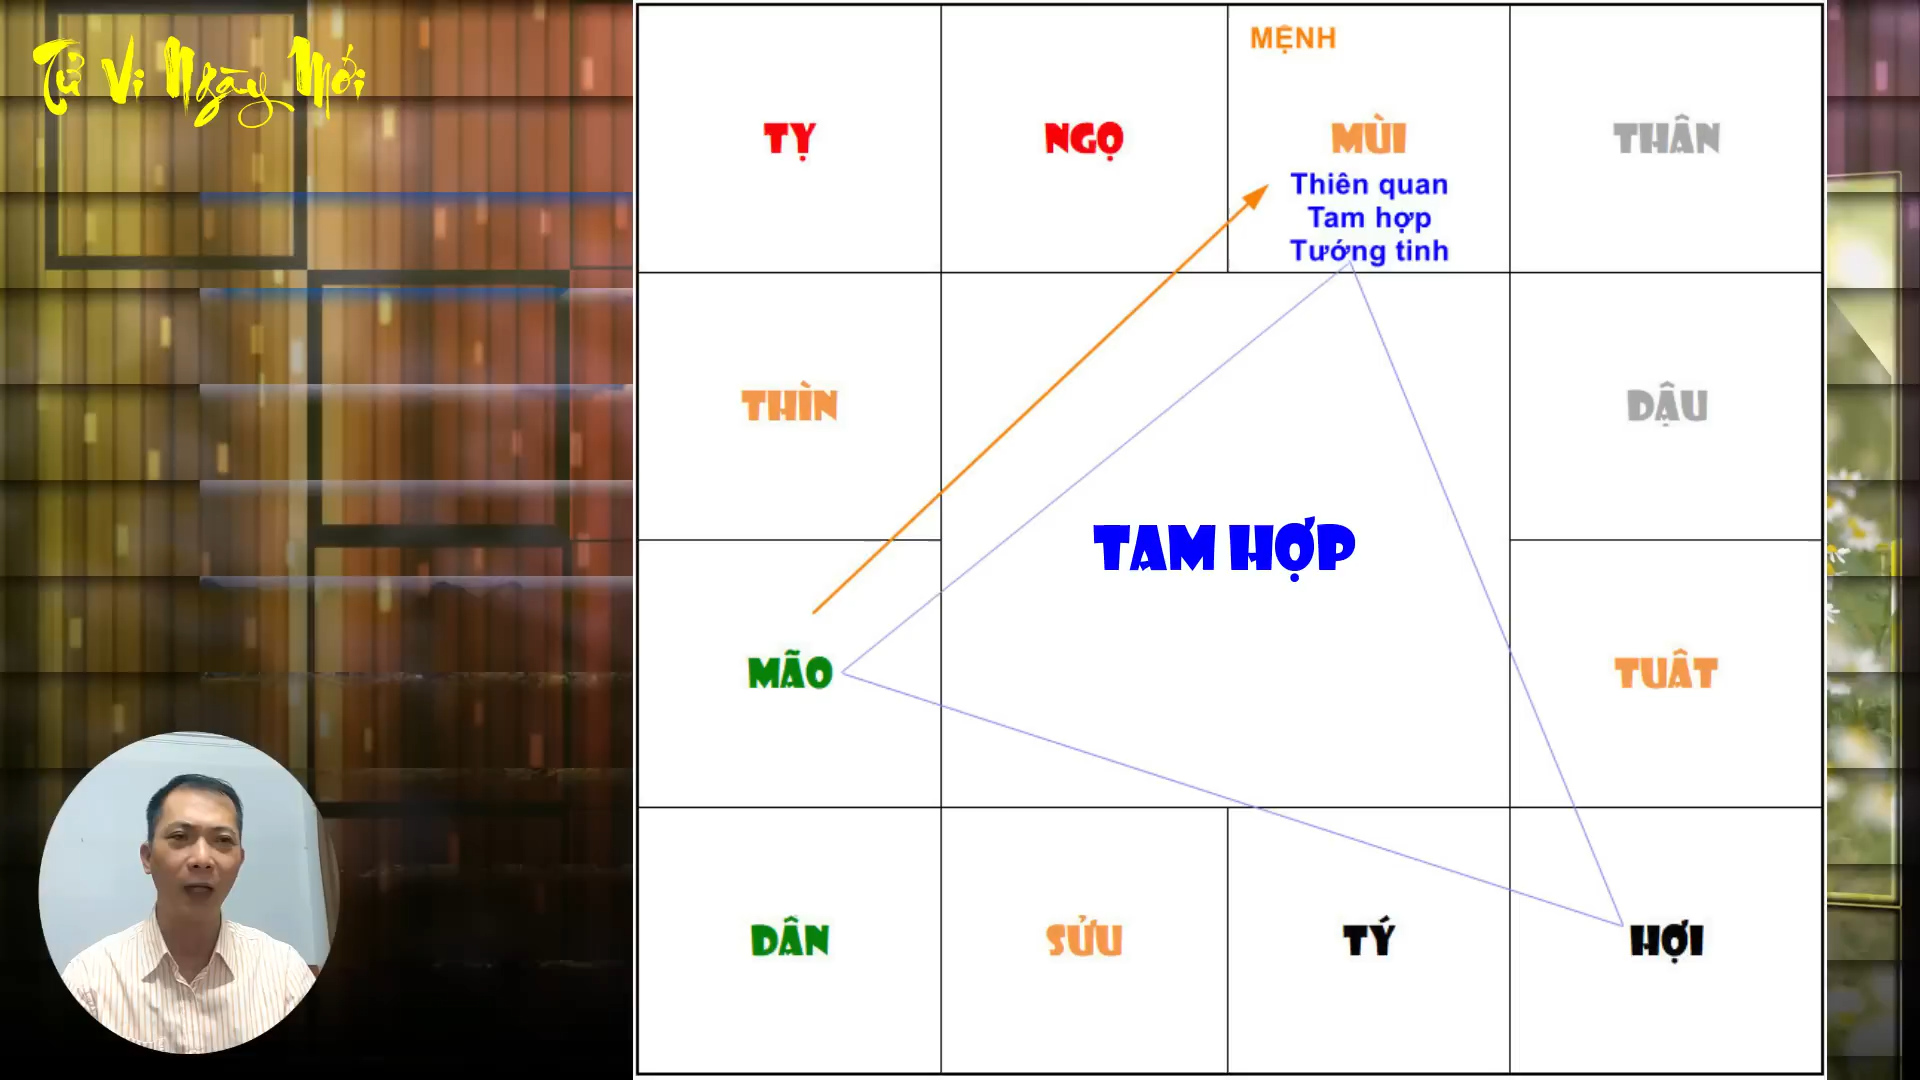 Tử Vi Ngày Mới
MỆNH
TỴ
NGỌ
MÙI
THÂN
Thiên quan
Tam hợp
Tướng tinh
THÌN
DẬU
TAM HỢP
MÃO
TUẤT
DẦN
SỬU
TÝ
HỢI